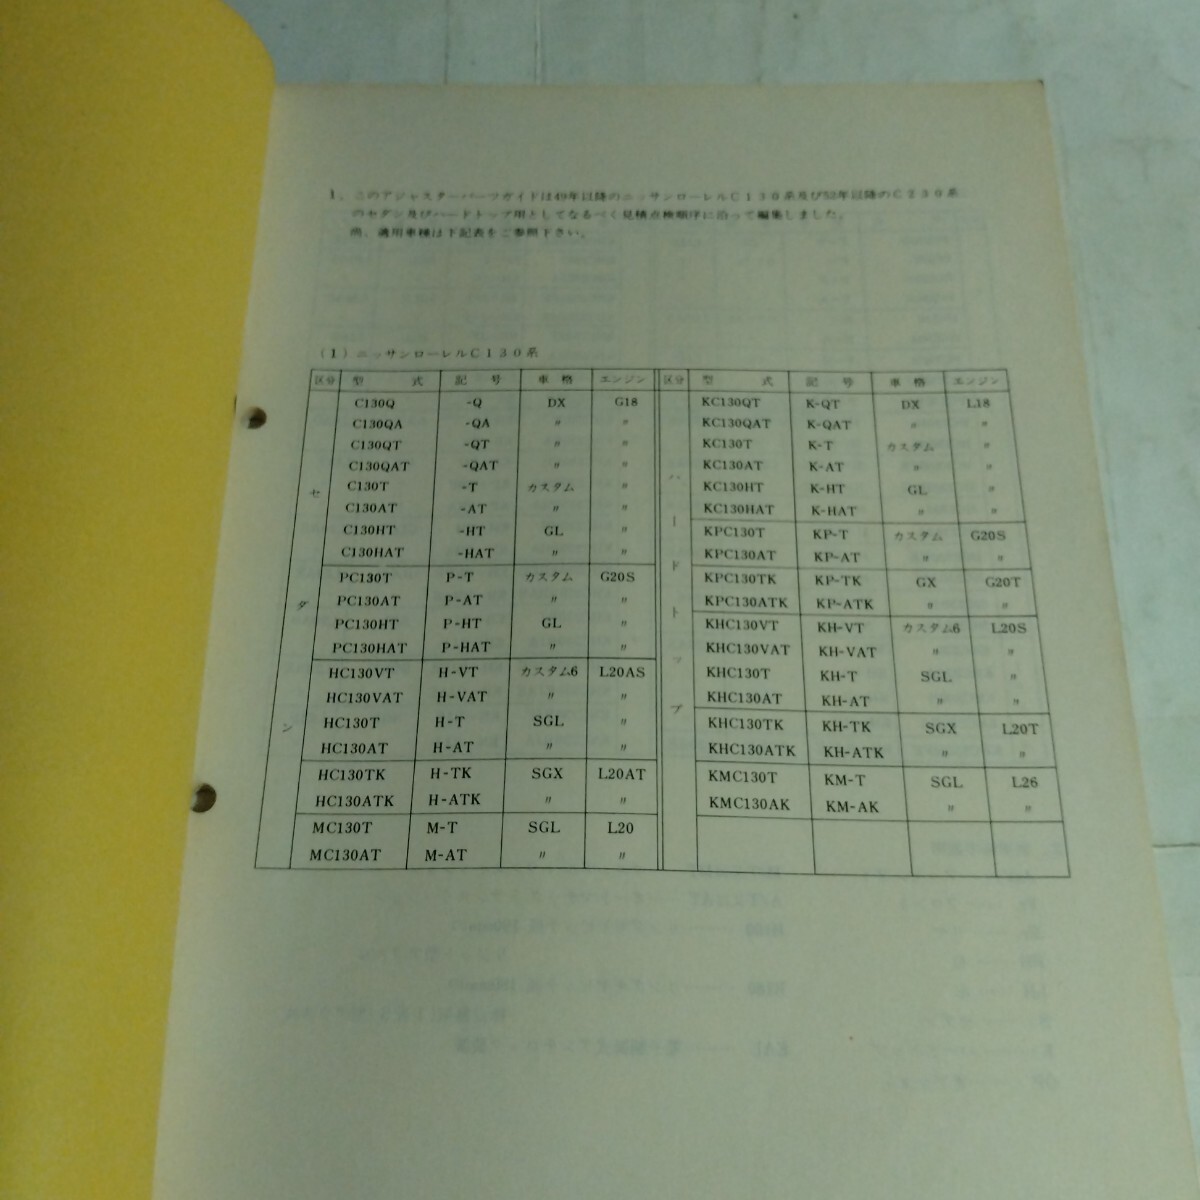 1、このアジャスターパーツガイドは49年以降のニッサンローレルC130系及び52年以降のC230系
のセダン及びハードトップ用としてなるべく見積点検順序に沿って編集しました。
尚、適用車種は下記表をご参照下さい。
(1)ニッサンローレルC130系
区分 型式 記号 車格 エンジン 区分 型式 記号 車格 エンジン
セダン
C130Q -Q DX G18
C130QA -QA 〃 〃
C130QT -QT 〃 〃
C130QAT -QAT 〃 〃
C130T -T カスタム 〃
C130AT -AT 〃 〃
C130HT -HT GL 〃
C130HAT -HAT 〃 〃
PC130T P-T カスタム G20S
PC130AT P-AT 〃 〃
PC130HT P-HT GL 〃
PC130HAT P-HAT 〃 〃
HC130VT H-VT カスタム6 L20AS
HC130VAT H-VAT 〃 〃
HC130T H-T SGL 〃
HC130AT H-AT 〃 〃
HC130TK H-TK SGX L20AT
HC130ATK H-ATK 〃 〃
MC130T M-T SGL L20
MC130AT M-AT 〃 〃
ハードトップ
KC130QT K-QT DX L18
KC130QAT K-QAT 〃 〃
KC130T K-T カスタム 〃
KC130AT K-AT 〃 〃
KC130HT K-HT GL 〃
KC130HAT K-HAT 〃 〃
KPC130T KP-T カスタム G20S
KPC130AT KP-AT 〃 〃
KPC130TK KP-TK GX G20T
KPC130ATK KP-ATK 〃 〃
KHC130VT KH-VT カスタム6 L20S
KHC130VAT KH-VAT 〃 〃
KHC130T KH-T SGL 〃
KHC130AT KH-AT 〃 〃
KHC130TK KH-TK SGX L20T
KHC130ATK KH-ATK 〃 〃
KMC130T KM-T SGL L26
KMC130AK KM-AK 〃 〃